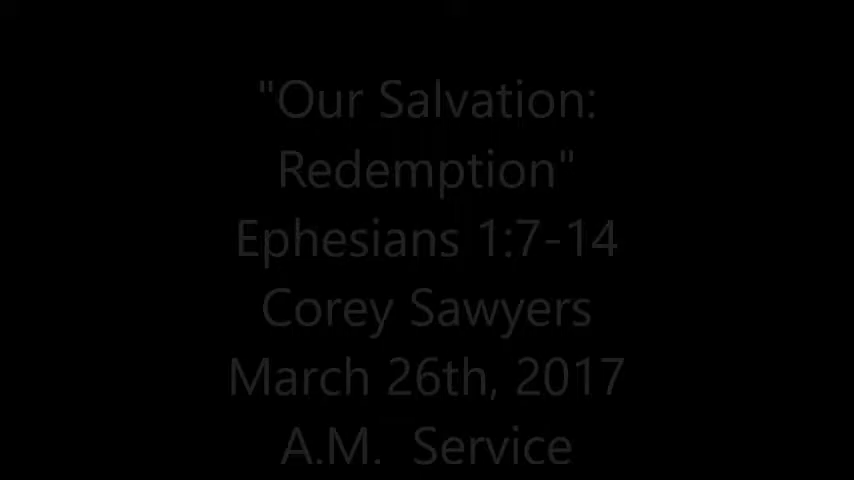 "Our Salvation:
Redemption"
Ephesians 1:7-14
Corey Sawyers
March 26th, 2017
A.M.  Service